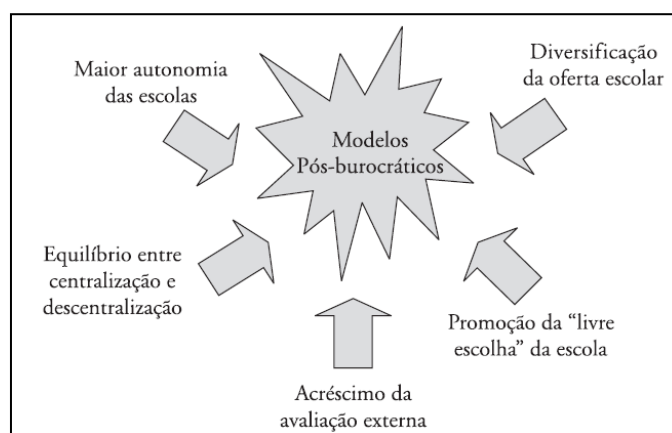 Maior autonomia
das escolas
Diversificação
da oferta escolar
Modelos
Pós-burocráticos
Equilíbrio entre
centralização e
descentralização
Promoção da “livre
escolha” da escola
Acréscimo da
avaliação externa